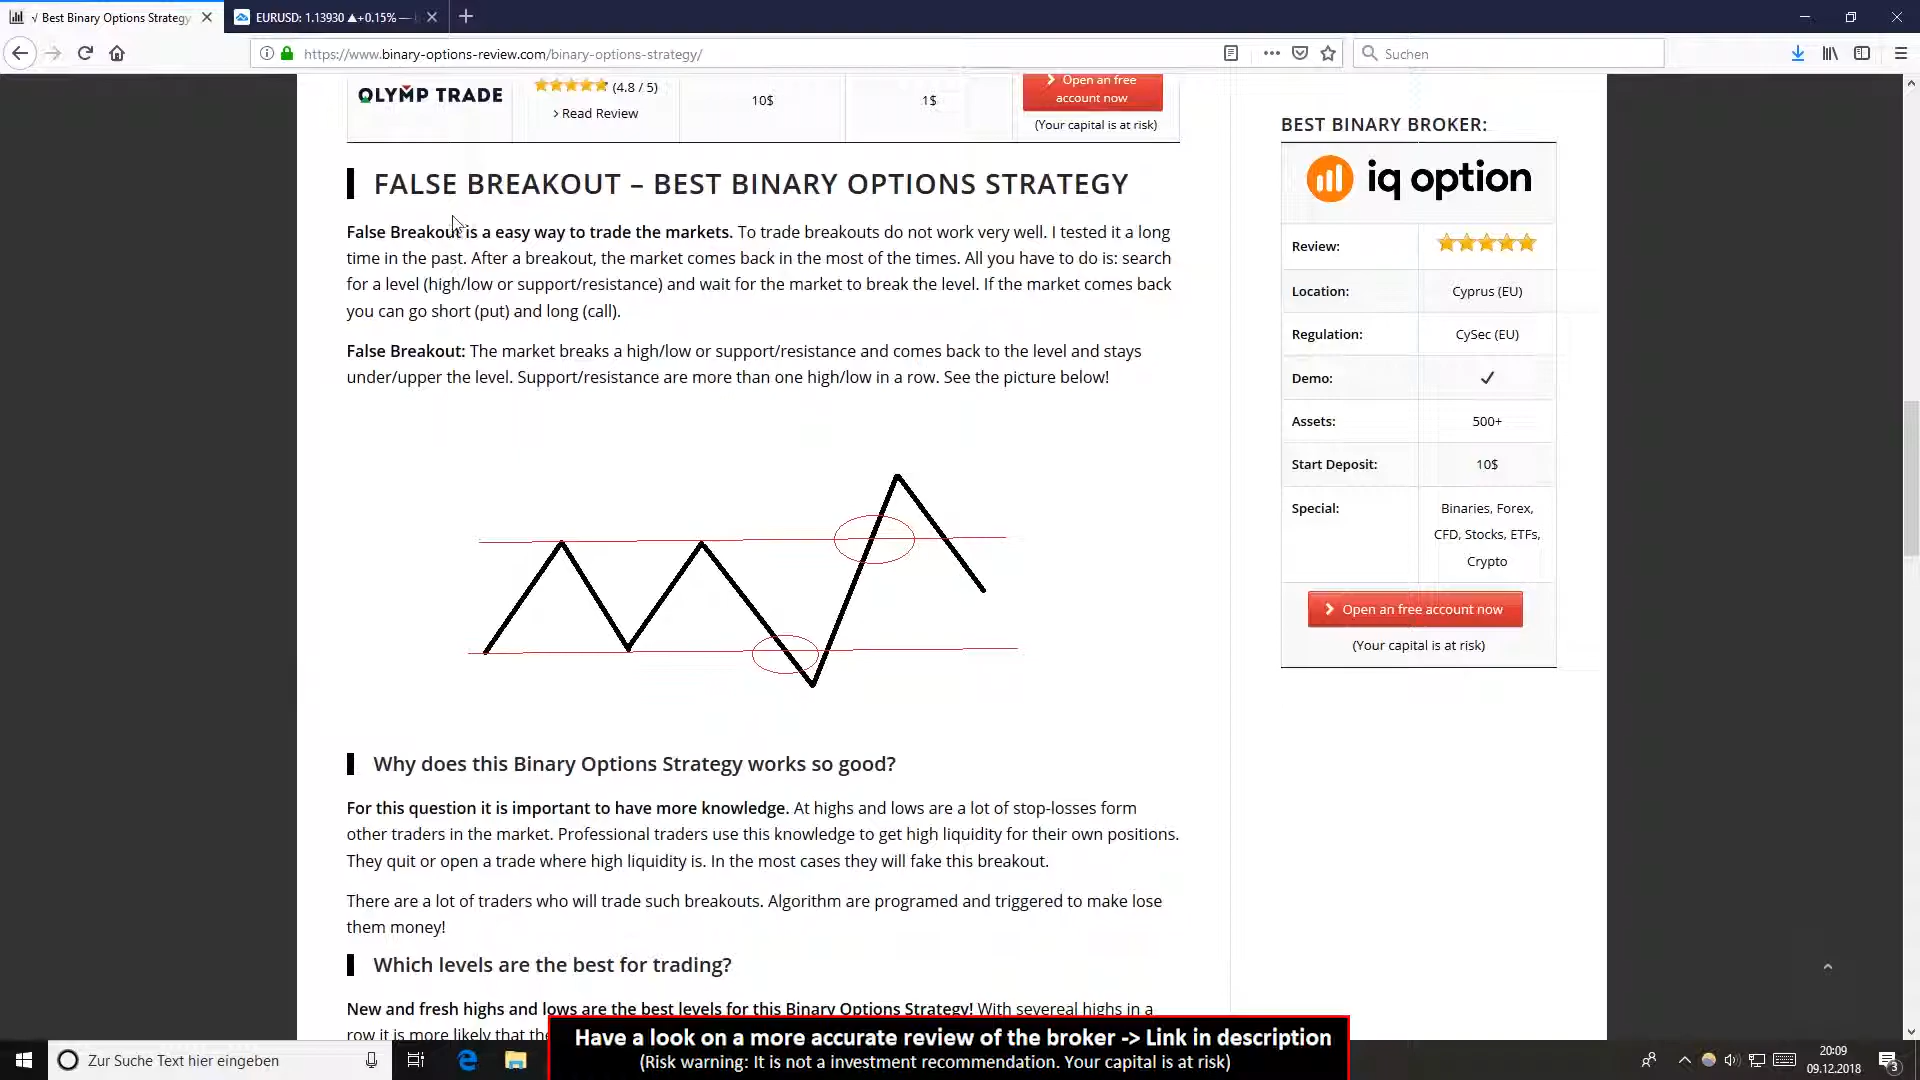 √ Best Binary Options Strategy
EURUSD: 1.13930 ▲+0.15% —
https://www.binary-options-review.com/binary-options-strategy/
Suchen
OLYMP TRADE
(4.8 / 5)
> Read Review
10$
1$
Open an free
account now
(Your capital is at risk)
FALSE BREAKOUT – BEST BINARY OPTIONS STRATEGY
False Breakout is a easy way to trade the markets. To trade breakouts do not work very well. I tested it a long
time in the past. After a breakout, the market comes back in the most of the times. All you have to do is: search
for a level (high/low or support/resistance) and wait for the market to break the level. If the market comes back
you can go short (put) and long (call).
False Breakout: The market breaks a high/low or support/resistance and comes back to the level and stays
under/upper the level. Support/resistance are more than one high/low in a row. See the picture below!
Why does this Binary Options Strategy works so good?
For this question it is important to have more knowledge. At highs and lows are a lot of stop-losses form
other traders in the market. Professional traders use this knowledge to get high liquidity for their own positions.
They quit or open a trade where high liquidity is. In the most cases they will fake this breakout.
There are a lot of traders who will trade such breakouts. Algorithm are programed and triggered to make lose
them money!
Which levels are the best for trading?
New and fresh highs and lows are the best levels for this Binary Options Strategy! With severeal highs in a
row it is more likely that the
BEST BINARY BROKER:
iq option
Review:
Location: Cyprus (EU)
Regulation: CySec (EU)
Demo: ✓
Assets: 500+
Start Deposit: 10$
Special: Binaries, Forex,
CFD, Stocks, ETFs,
Crypto
Open an free account now
(Your capital is at risk)
Have a look on a more accurate review of the broker -> Link in description
(Risk warning: It is not a investment recommendation. Your capital is at risk)
Zur Suche Text hier eingeben
20:09
09.12.2018
3